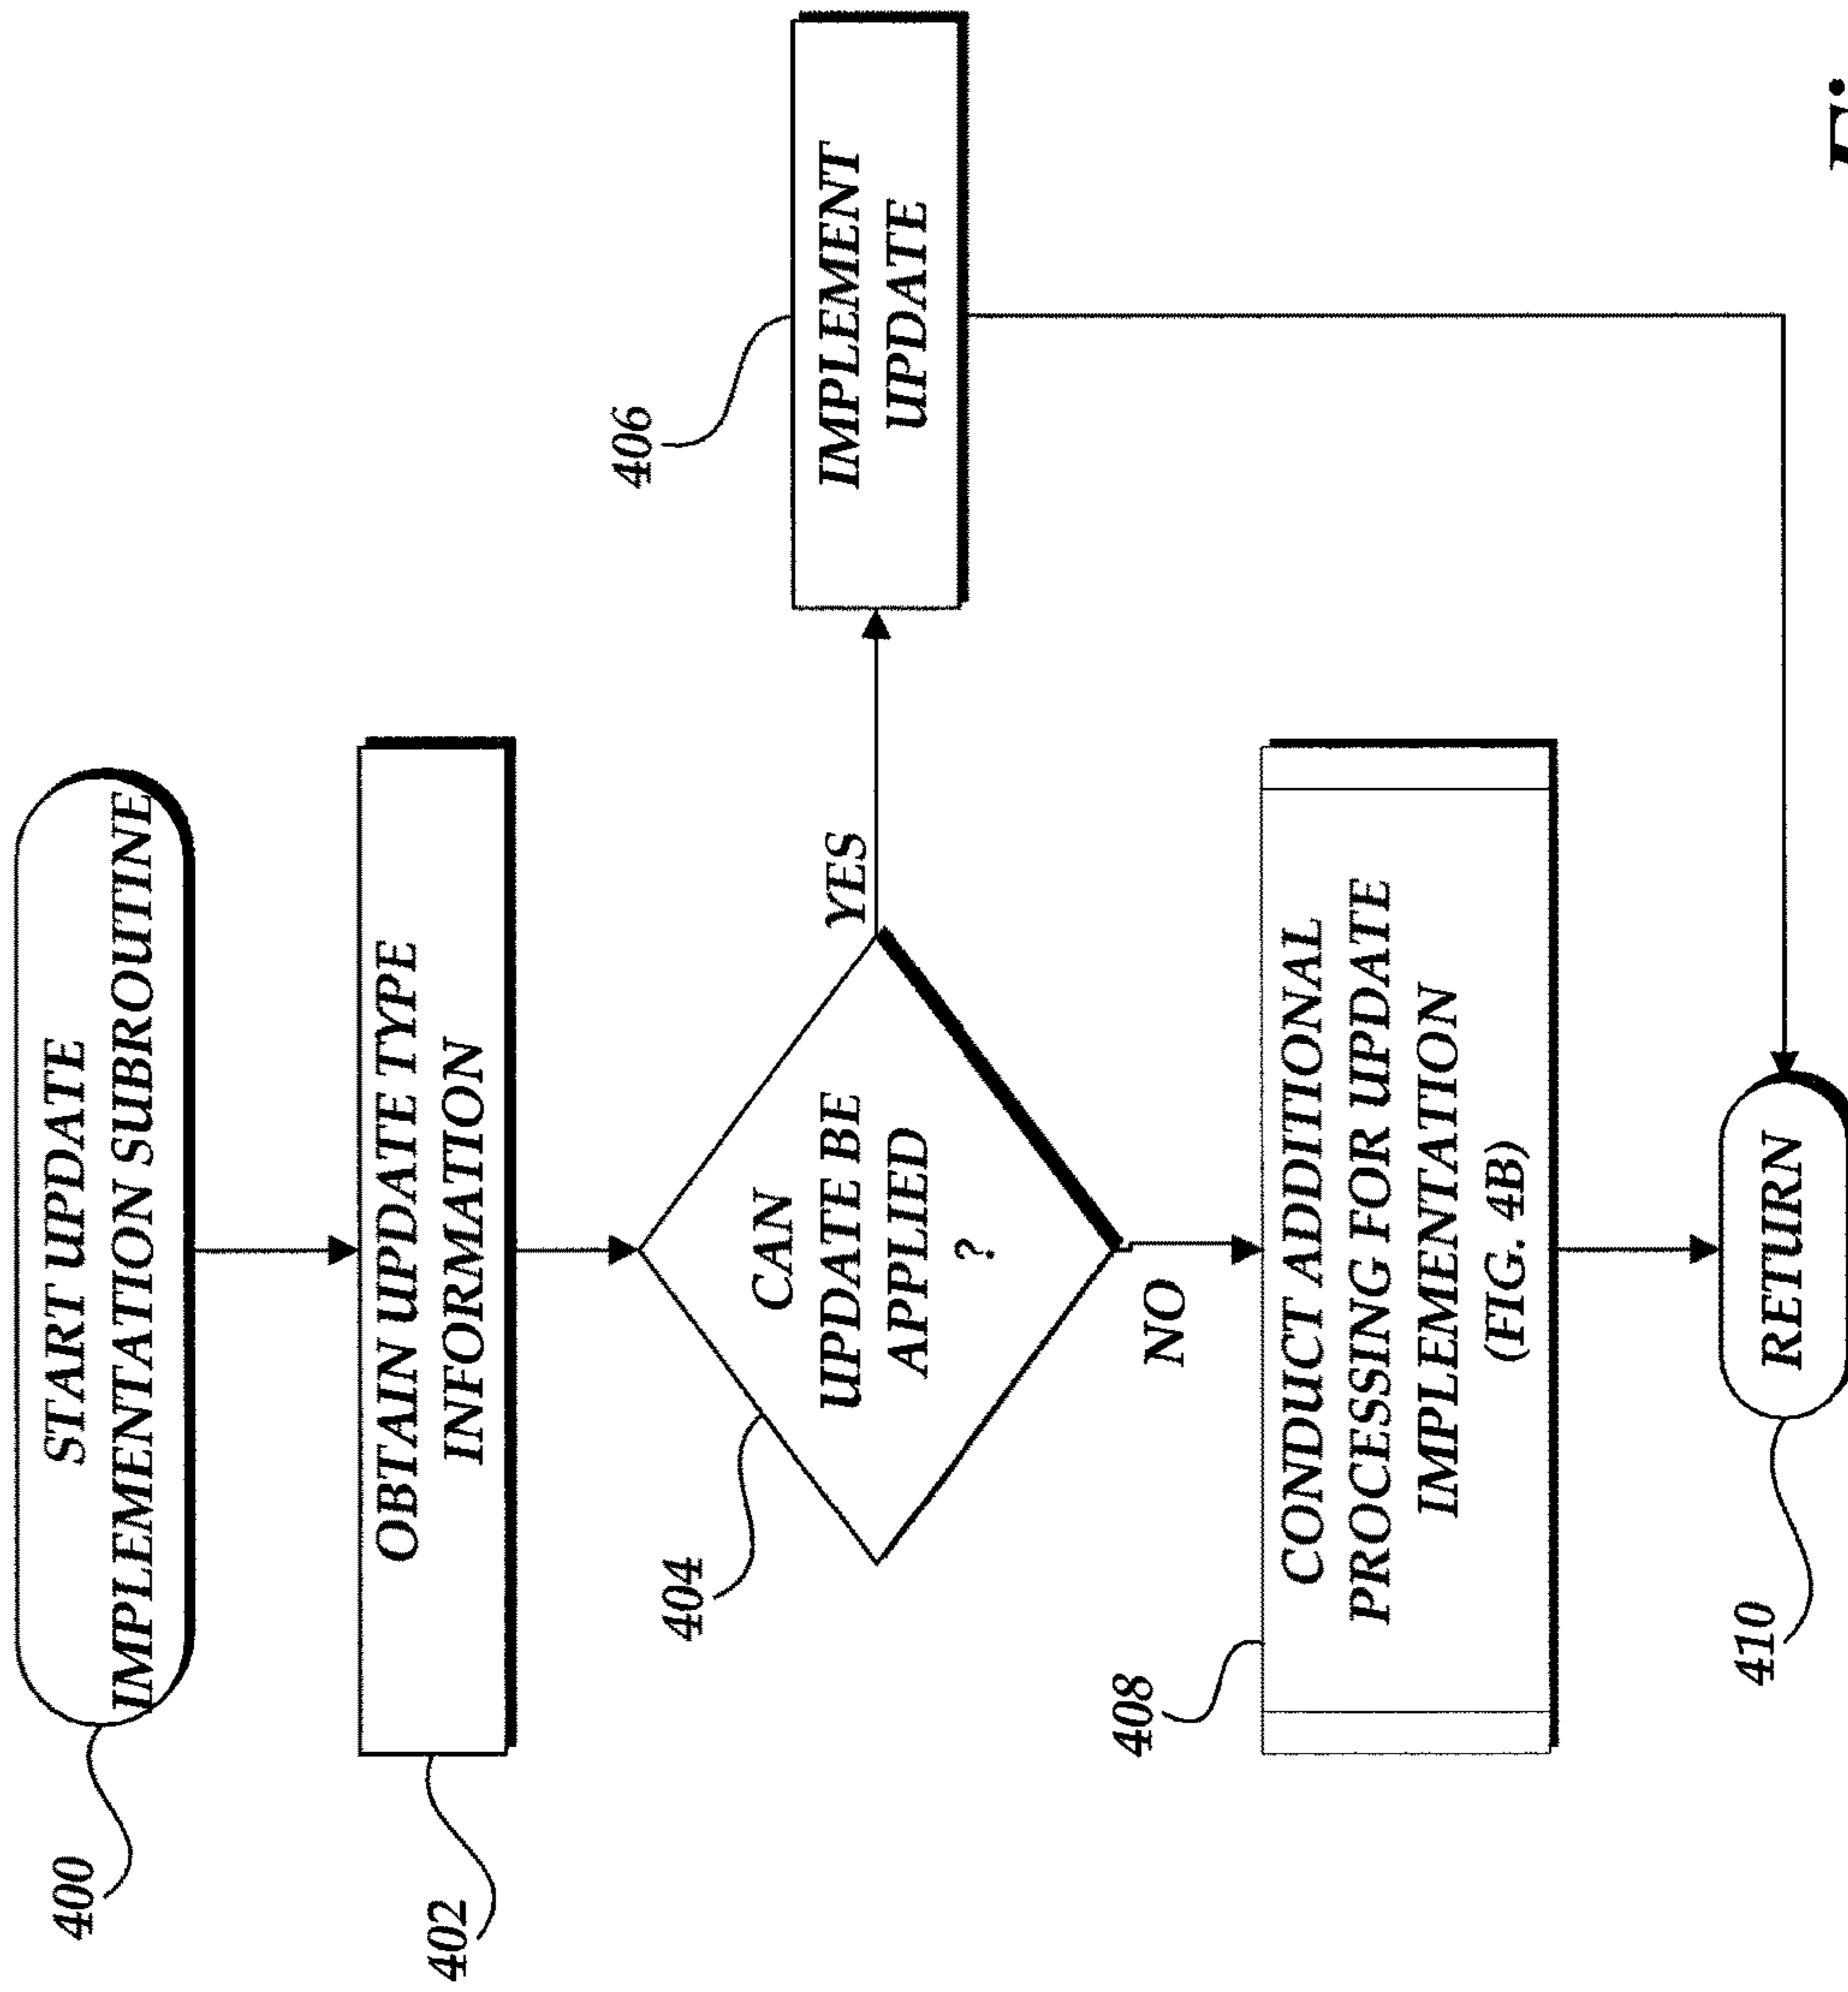 400
START UPDATE
IMPLEMENTATION SUBROUTINE
402
OBTAIN UPDATE TYPE
INFORMATION
404
CAN
UPDATE BE
APPLIED
?
YES
406
IMPLEMENT
UPDATE
NO
408
CONDUCT ADDITIONAL
PROCESSING FOR UPDATE
IMPLEMENTATION
(FIG. 4B)
410
RETURN